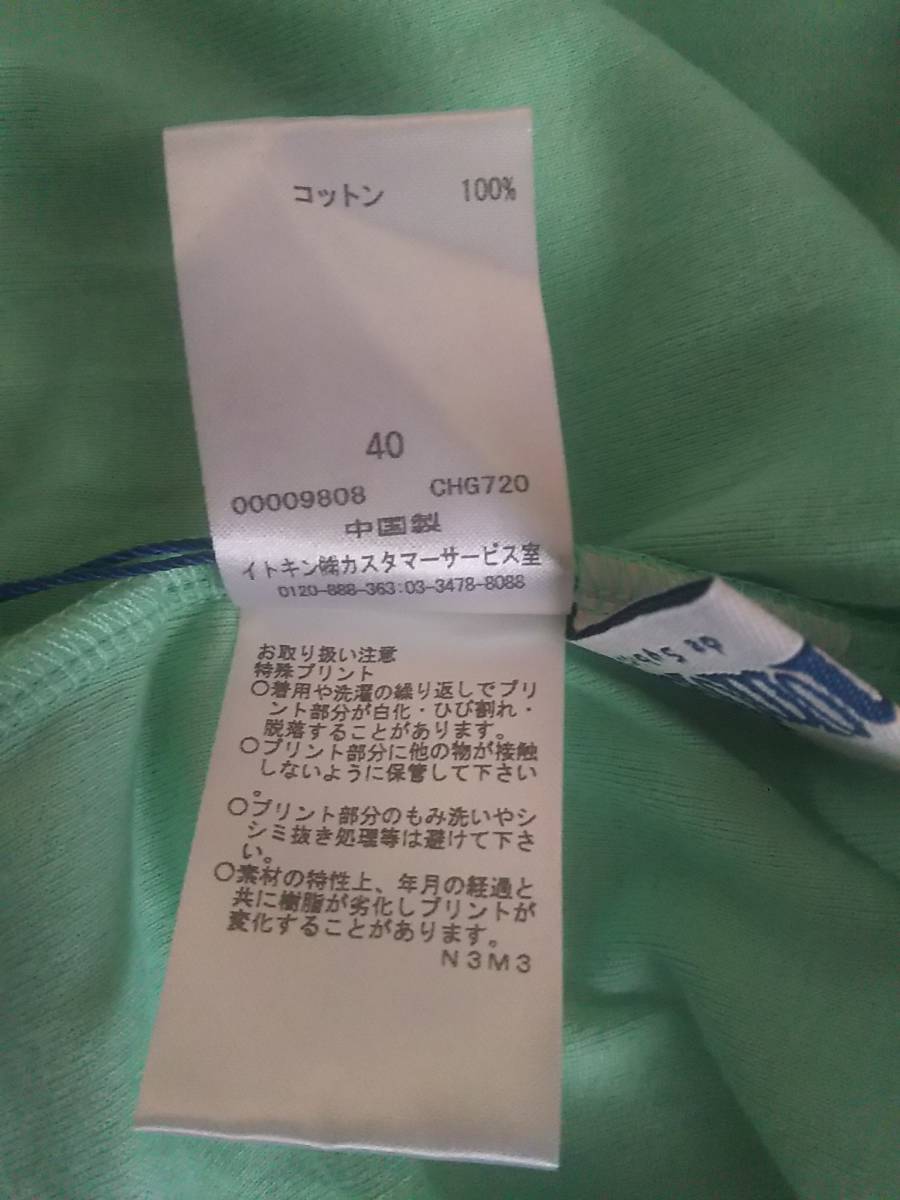 コットン 100%
40
00009808 CHG720
中国製
イトキン㈱カスタマーサービス室
0120-888-363:03-3478-8088
お取り扱い注意
特殊プリント
○着用や洗濯の繰り返しでプリ
ント部分が白化・ひび割れ・
脱落することがあります。
○プリント部分に他の物が接触
しないように保管して下さい
。
○プリント部分のもみ洗いやシ
シミ抜き処理等は避けて下さ
い。
○素材の特性上、年月の経過と
共に樹脂が劣化しプリントが
変化することがあります。
N3M3